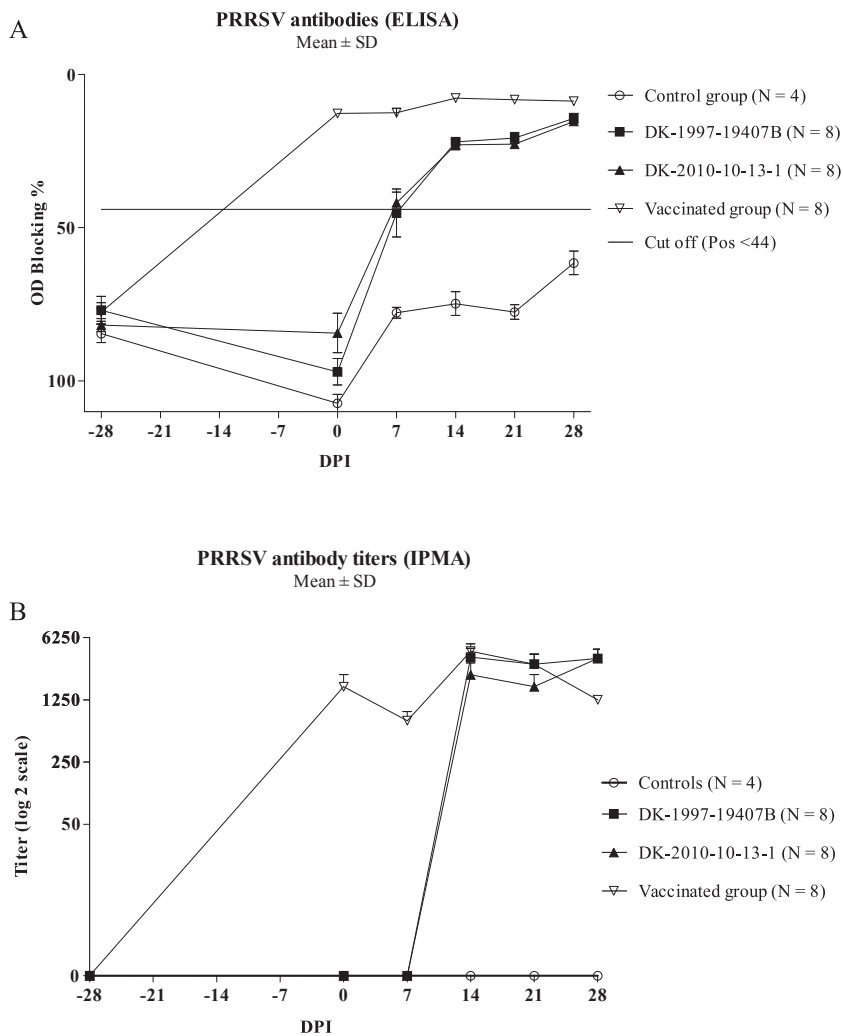 A
PRRSV antibodies (ELISA)
Mean ± SD
0
50
100
OD Blocking %
-28 -21 -14 -7 0 7 14 21 28
DPI
Control group (N = 4)
DK-1997-19407B (N = 8)
DK-2010-10-13-1 (N = 8)
Vaccinated group (N = 8)
Cut off (Pos <44)
PRRSV antibody titers (IPMA)
Mean ± SD
B
6250
1250
250
50
0
Titer (log 2 scale)
-28 -21 -14 -7 0 7 14 21 28
DPI
Controls (N = 4)
DK-1997-19407B (N = 8)
DK-2010-10-13-1 (N = 8)
Vaccinated group (N = 8)